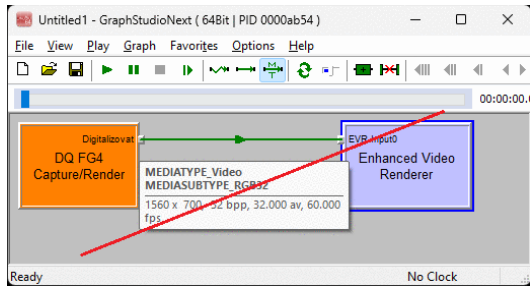 Untitled1 - GraphStudioNext ( 64Bit | PID 0000ab54 )
File View Play Graph Favorites Options Help
00:00:00.
Digitalizovat
EVR Input0
DQ FG4
Capture/Render
Enhanced Video
Renderer
MEDIATYPE_Video
MEDIASUBTYPE_RGB32
1560 x 700, 32 bpp, 32.000 av, 60.000
fps
Ready No Clock